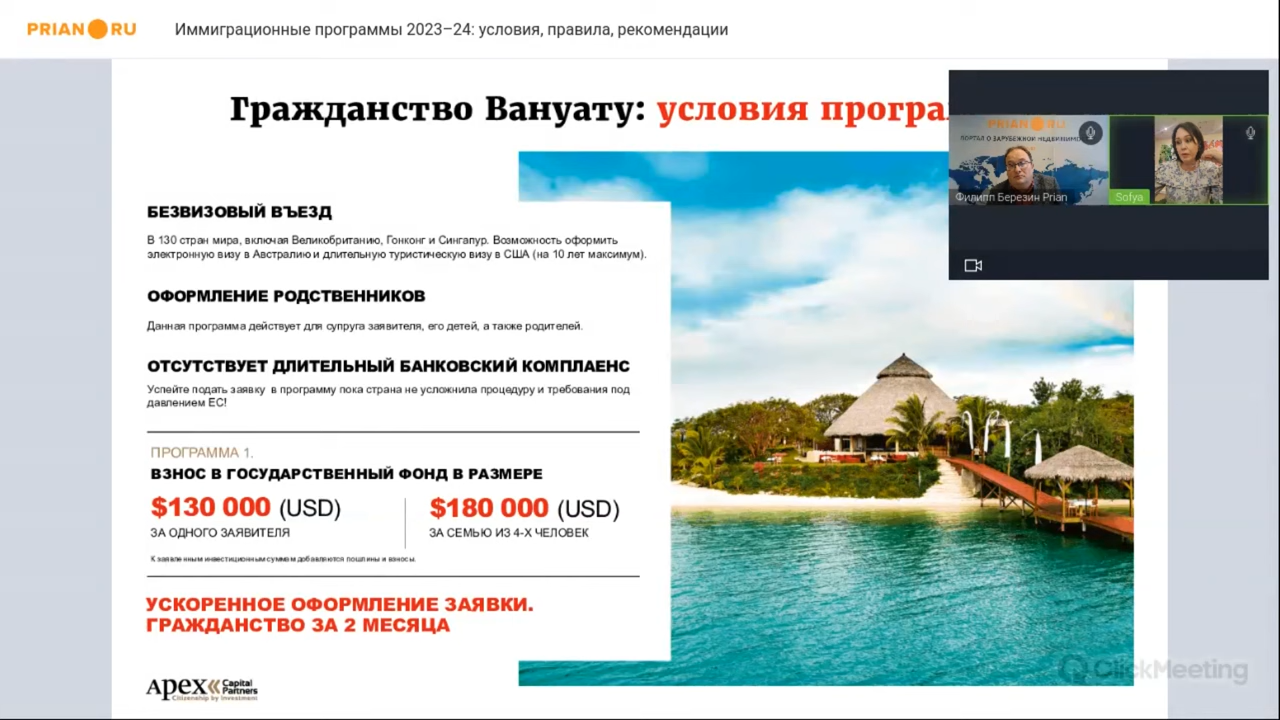 PRIAN RU
Иммиграционные программы 2023–24: условия, правила, рекомендации
Гражданство Вануату: условия програ
PRIAN RU
ПОРТАЛ О ЗАРУБЕЖНОЙ НЕДВИЖИМО
Филипп Березин Prian
Sofya
БЕЗВИЗОВЫЙ ВЪЕЗД
В 130 стран мира, включая Великобританию, Гонконг и Сингапур. Возможность оформить
электронную визу в Австралию и длительную туристическую визу в США (на 10 лет максимум).
ОФОРМЛЕНИЕ РОДСТВЕННИКОВ
Данная программа действует для супруга заявителя, его детей, а также родителей.
ОТСУТСТВУЕТ ДЛИТЕЛЬНЫЙ БАНКОВСКИЙ КОМПЛАЕНС
Успейте подать заявку в программу пока страна не усложнила процедуру и требования под
давлением ЕС!
ПРОГРАММА 1.
ВЗНОС В ГОСУДАРСТВЕННЫЙ ФОНД В РАЗМЕРЕ
$130 000 (USD)
ЗА ОДНОГО ЗАЯВИТЕЛЯ
$180 000 (USD)
ЗА СЕМЬЮ ИЗ 4-Х ЧЕЛОВЕК
К заявленным инвестиционным суммам добавляются пошлины и взносы.
УСКОРЕННОЕ ОФОРМЛЕНИЕ ЗАЯВКИ.
ГРАЖДАНСТВО ЗА 2 МЕСЯЦА
APEX Capital Partners
Citizenship by Investment
ClickMeeting